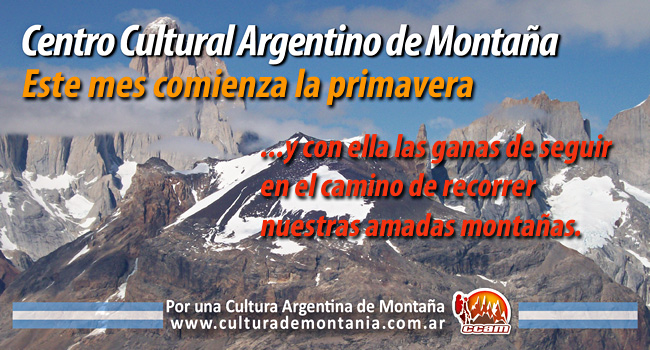 Centro Cultural Argentino de Montaña
Este mes comienza la primavera
...y con ella las ganas de seguir
en el camino de recorrer
nuestras amadas montañas.
Por una Cultura Argentina de Montaña
www.culturademontania.com.ar
ccam